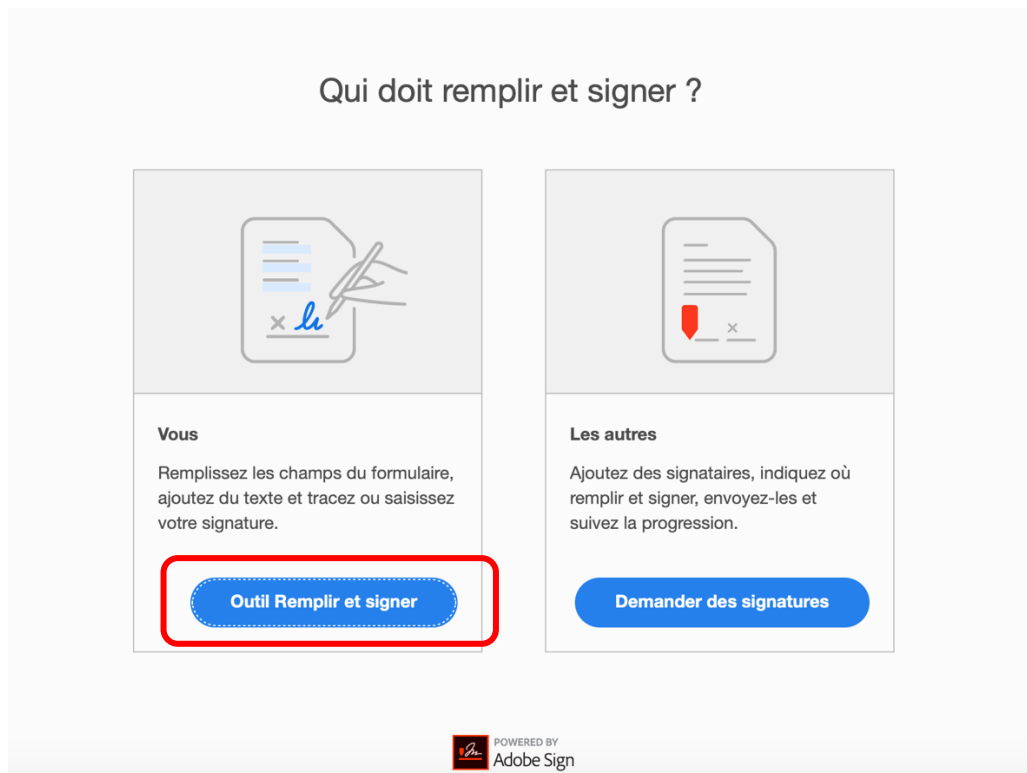 Qui doit remplir et signer ?
Vous
Remplissez les champs du formulaire,
ajoutez du texte et tracez ou saisissez
votre signature.
Outil Remplir et signer
Les autres
Ajoutez des signataires, indiquez où
remplir et signer, envoyez-les et
suivez la progression.
Demander des signatures
POWERED BY
Adobe Sign